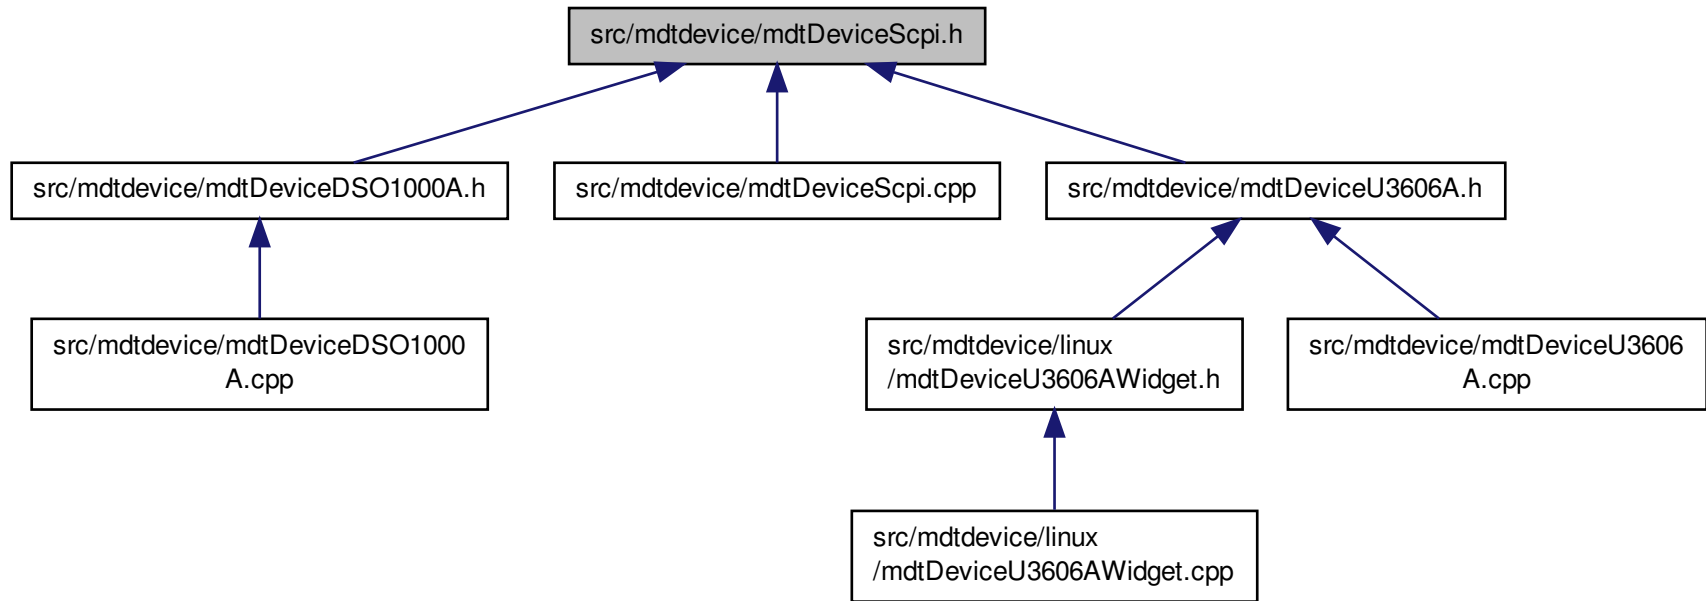 src/mdtdevice/mdtDeviceScpi.h
src/mdtdevice/mdtDeviceDSO1000A.h
src/mdtdevice/mdtDeviceScpi.cpp
src/mdtdevice/mdtDeviceU3606A.h
src/mdtdevice/mdtDeviceDSO1000
A.cpp
src/mdtdevice/linux
/mdtDeviceU3606AWidget.h
src/mdtdevice/mdtDeviceU3606
A.cpp
src/mdtdevice/linux
/mdtDeviceU3606AWidget.cpp